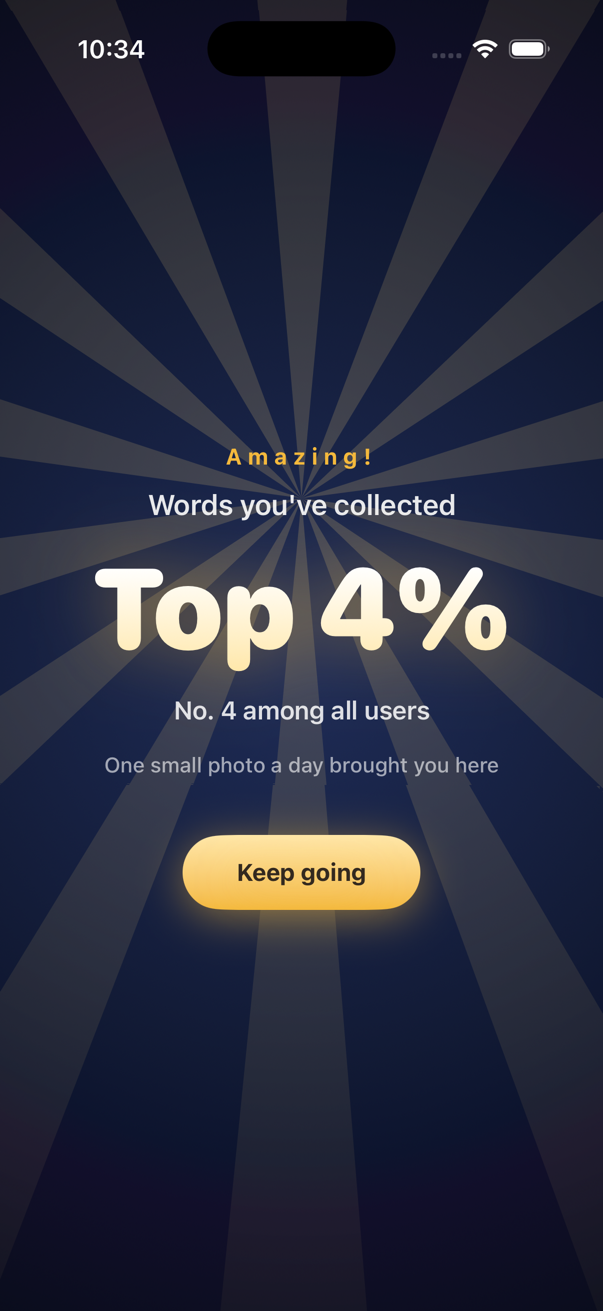 10:34
Amazing!
Words you've collected
Top 4%
No. 4 among all users
One small photo a day brought you here
Keep going